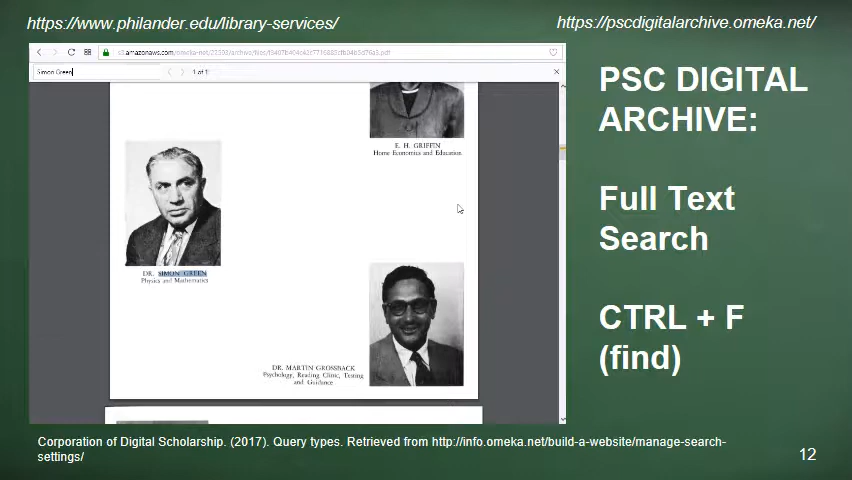 https://www.philander.edu/library-services/
https://pscdigitalarchive.omeka.net/
Simon Green
1 of 1
E. H. GRIFFIN
Home Economics and Education
DR. SIMON GREEN
Physics and Mathematics
DR. MARTIN GROSSBACK
Psychology, Reading Clinic, Testing
and Guidance
PSC DIGITAL
ARCHIVE:
Full Text
Search
CTRL + F
(find)
Corporation of Digital Scholarship. (2017). Query types. Retrieved from http://info.omeka.net/build-a-website/manage-search-
settings/
12